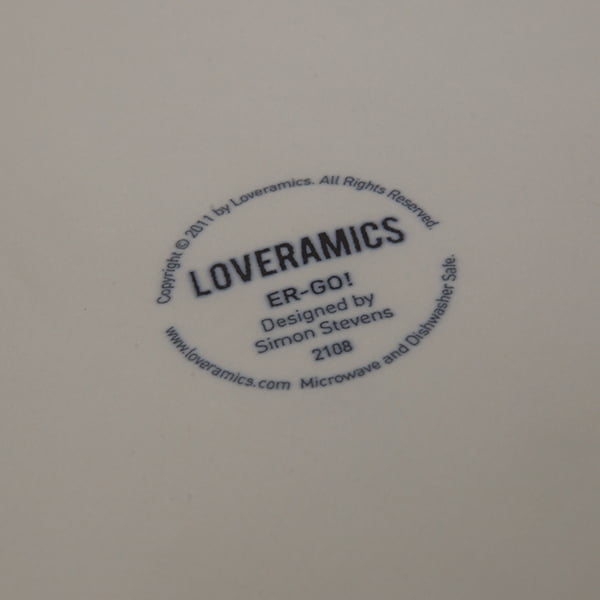 Copyright © 2011 by Loveramics. All Rights Reserved.
LOVERAMICS
ER-GO!
Designed by
Simon Stevens
2108
www.loveramics.com Microwave and Dishwasher Safe.